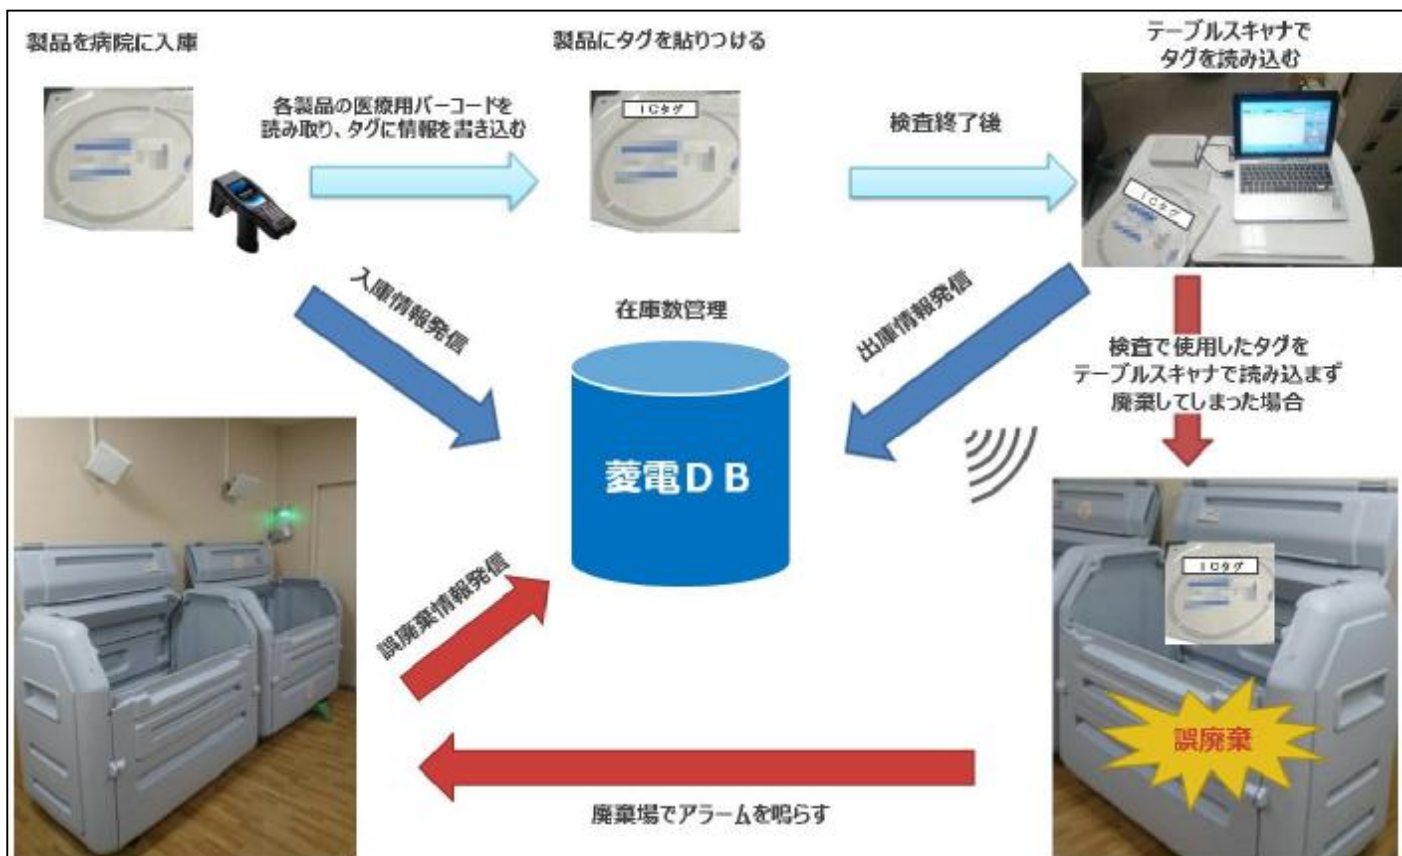 製品を病院に入庫
製品にタグを貼りつける
テーブルスキャナで
タグを読み込む
各製品の医療用バーコードを
読み取り、タグに情報を書き込む
ICタグ
検査終了後
ICタグ
入庫情報発信
在庫数管理
出庫情報発信
検査で使用したタグを
テーブルスキャナで読み込まず
廃棄してしまった場合
菱電DB
ICタグ
誤廃棄情報発信
誤廃棄
廃棄場でアラームを鳴らす